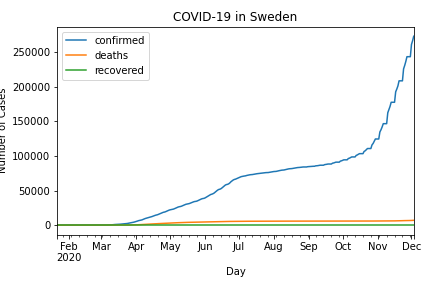 COVID-19 in Sweden
confirmed
deaths
recovered
250000
200000
150000
100000
50000
0
Number of Cases
Feb Mar Apr May Jun Jul Aug Sep Oct Nov Dec
2020
Day